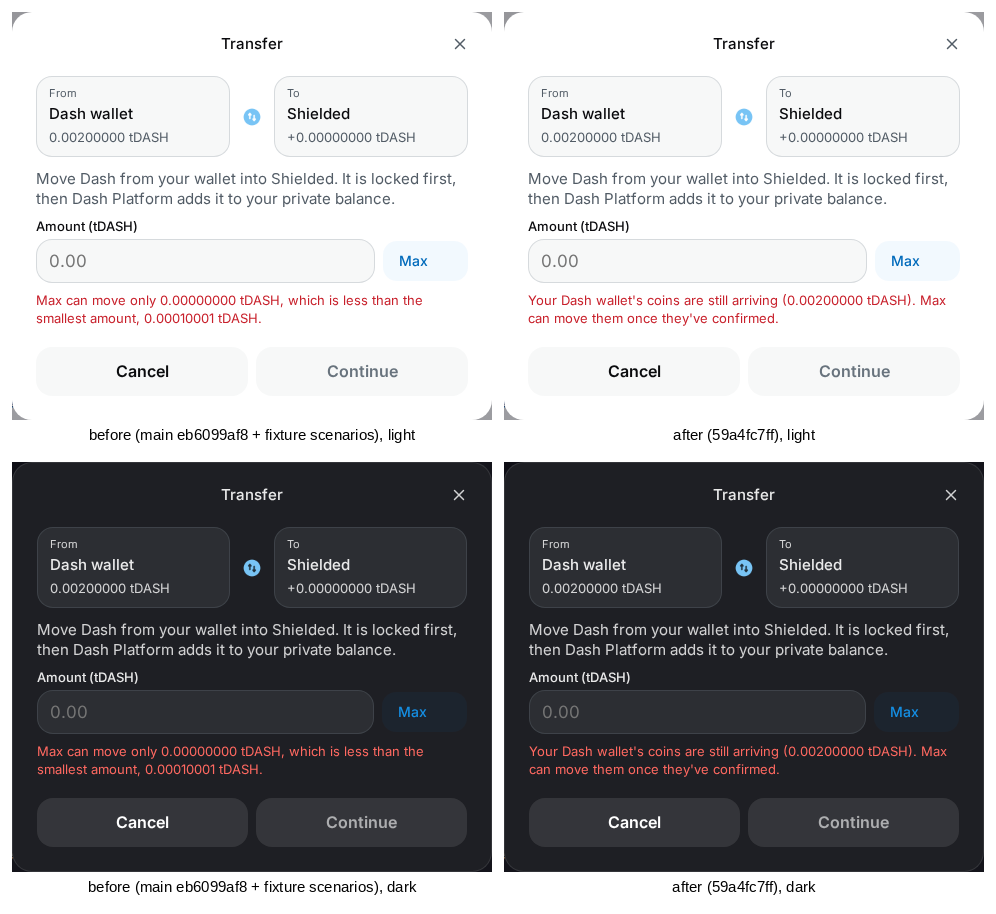 Transfer
From
Dash wallet
0.00200000 tDASH
To
Shielded
+0.00000000 tDASH
Move Dash from your wallet into Shielded. It is locked first,
then Dash Platform adds it to your private balance.
Amount (tDASH)
0.00
Max
Max can move only 0.00000000 tDASH, which is less than the
smallest amount, 0.00010001 tDASH.
Cancel
Continue
before (main eb6099af8 + fixture scenarios), light
Transfer
From
Dash wallet
0.00200000 tDASH
To
Shielded
+0.00000000 tDASH
Move Dash from your wallet into Shielded. It is locked first,
then Dash Platform adds it to your private balance.
Amount (tDASH)
0.00
Max
Your Dash wallet's coins are still arriving (0.00200000 tDASH). Max
can move them once they've confirmed.
Cancel
Continue
after (59a4fc7ff), light
Transfer
From
Dash wallet
0.00200000 tDASH
To
Shielded
+0.00000000 tDASH
Move Dash from your wallet into Shielded. It is locked first,
then Dash Platform adds it to your private balance.
Amount (tDASH)
0.00
Max
Max can move only 0.00000000 tDASH, which is less than the
smallest amount, 0.00010001 tDASH.
Cancel
Continue
before (main eb6099af8 + fixture scenarios), dark
Transfer
From
Dash wallet
0.00200000 tDASH
To
Shielded
+0.00000000 tDASH
Move Dash from your wallet into Shielded. It is locked first,
then Dash Platform adds it to your private balance.
Amount (tDASH)
0.00
Max
Your Dash wallet's coins are still arriving (0.00200000 tDASH). Max
can move them once they've confirmed.
Cancel
Continue
after (59a4fc7ff), dark